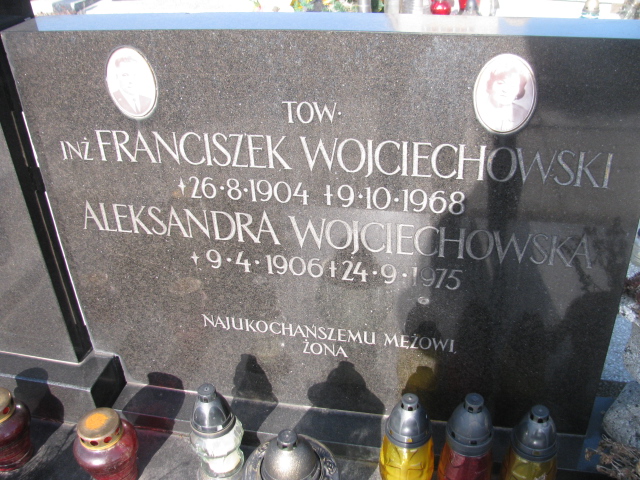 TOW.
INŻ FRANCISZEK WOJCIECHOWSKI
*26·8·1904 †9·10·1968
ALEKSANDRA WOJCIECHOWSKA
*9·4·1906 †24·9·1975
NAJUKOCHAŃSZEMU MĘŻOWI
ŻONA